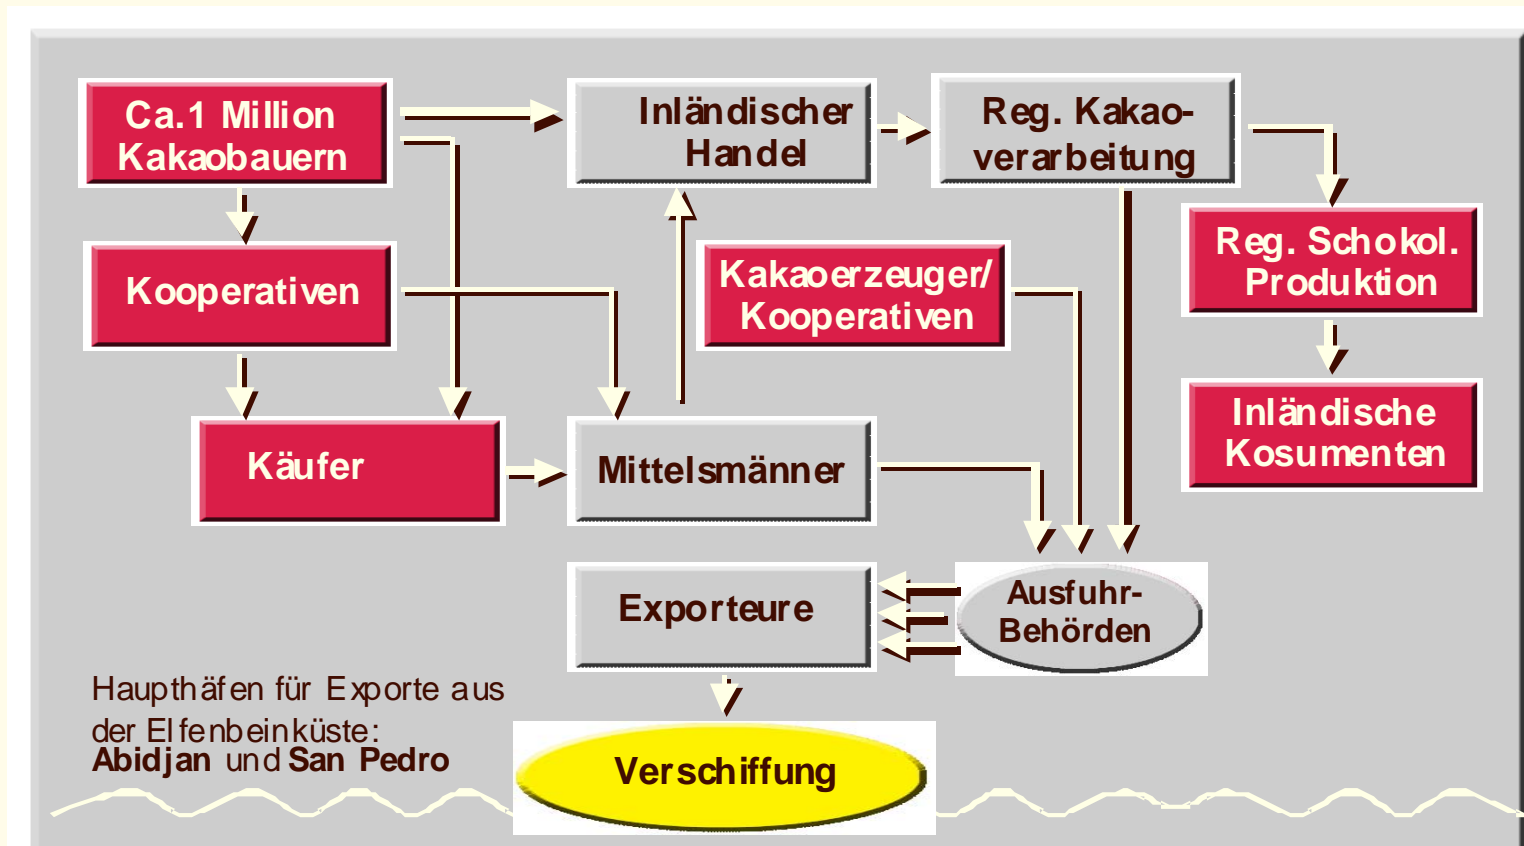 Ca.1 Million
Kakaobauern
Inländischer
Handel
Reg. Kakao-
verarbeitung
Kooperativen
Kakaoerzeuger/
Kooperativen
Reg. Schokol.
Produktion
Käufer
Mittelsmänner
Inländische
Kosumenten
Exporteure
Ausfuhr-
Behörden
Haupthäfen für Exporte aus
der Elfenbeinküste:
Abidjan und San Pedro
Verschiffung